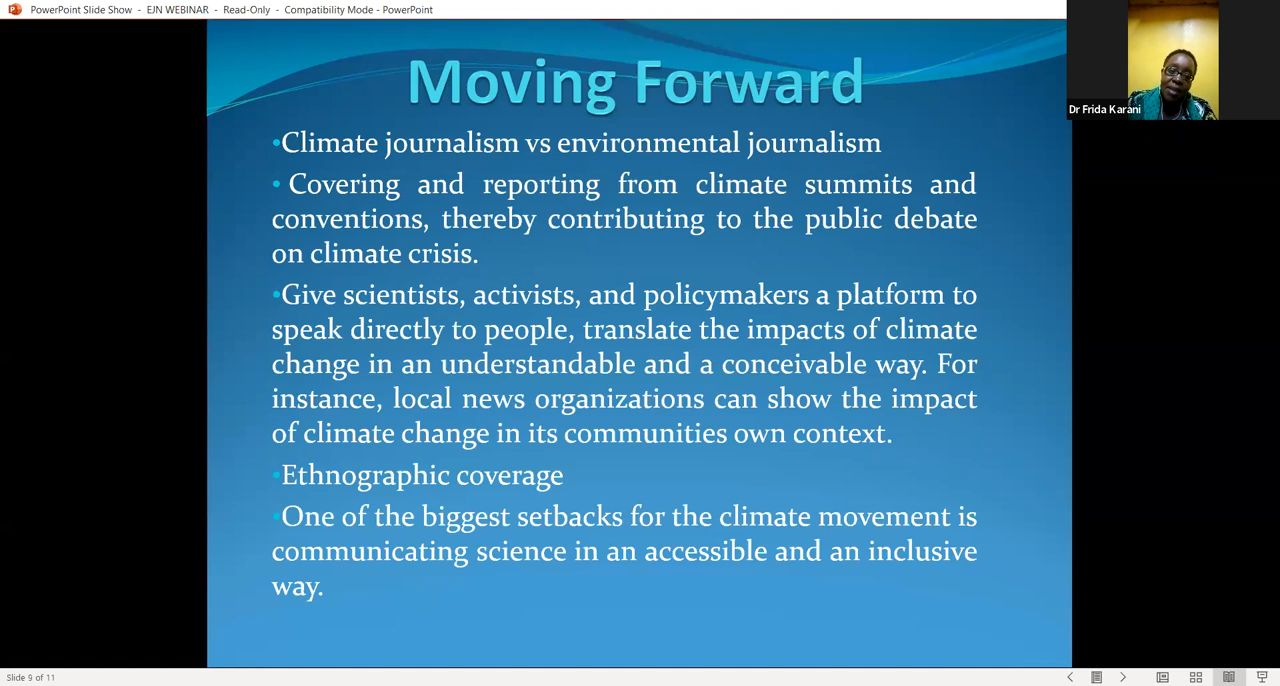 PowerPoint Slide Show - EJN WEBINAR - Read-Only - Compatibility Mode - PowerPoint
Dr Frida Karani
Moving Forward
•Climate journalism vs environmental journalism
• Covering and reporting from climate summits and
conventions, thereby contributing to the public debate
on climate crisis.
•Give scientists, activists, and policymakers a platform to
speak directly to people, translate the impacts of climate
change in an understandable and a conceivable way. For
instance, local news organizations can show the impact
of climate change in its communities own context.
•Ethnographic coverage
•One of the biggest setbacks for the climate movement is
communicating science in an accessible and an inclusive
way.
Slide 9 of 11